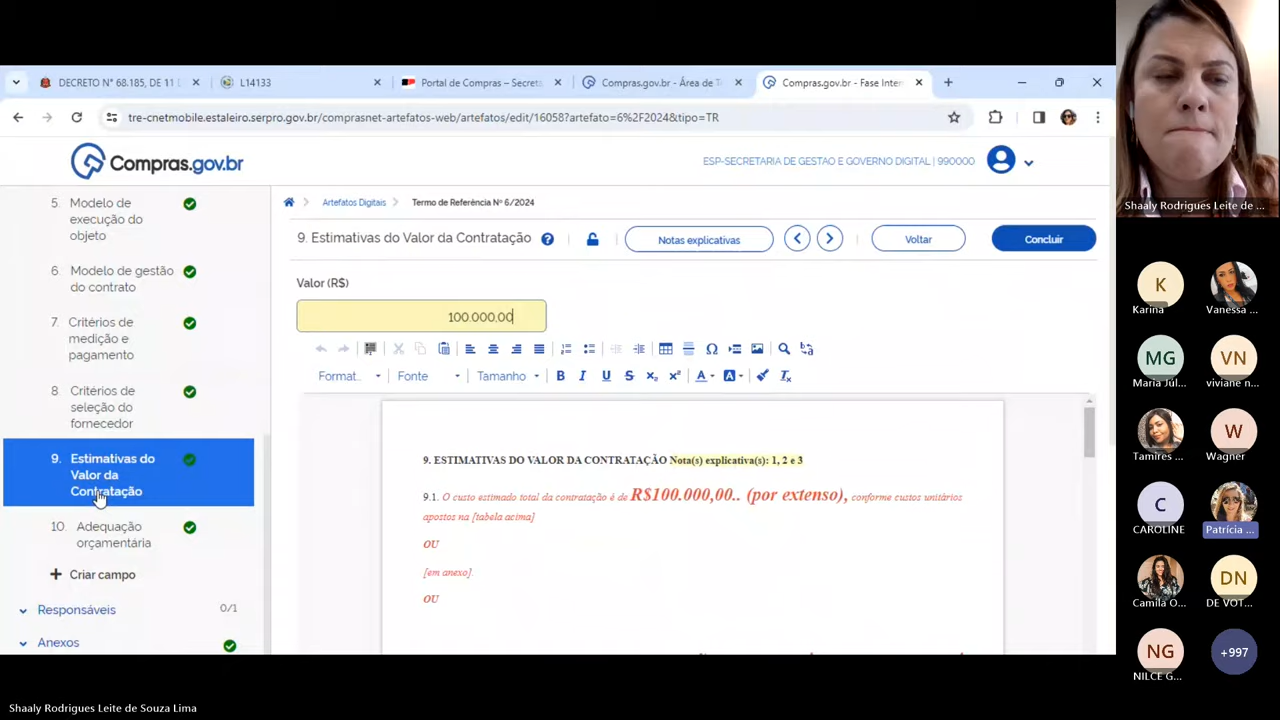 DECRETO N° 68.185, DE 11
L14133
Portal de Compras – Secreta
Compras.gov.br - Área de T
Compras.gov.br - Fase Inter
tre-cnetmobile.estaleiro.serpro.gov.br/comprasnet-artefatos-web/artefatos/edit/16058?artefato=6%2F2024&tipo=TR
Compras.gov.br
ESP-SECRETARIA DE GESTAO E GOVERNO DIGITAL | 990000
5. Modelo de
execução do
objeto
6. Modelo de gestão
do contrato
7. Critérios de
medição e
pagamento
8 Critérios de
seleção do
fornecedor
9. Estimativas do
Valor da
Contratação
10. Adequação
orçamentária
+ Criar campo
Responsáveis 0/1
Anexos
Artefatos Digitais
Termo de Referência Nº 6/2024
9. Estimativas do Valor da Contratação
Notas explicativas
Voltar
Concluir
Valor (R$)
100.000,00
Format...
Fonte
Tamanho
9. ESTIMATIVAS DO VALOR DA CONTRATAÇÃO Nota(s) explicativa(s): 1, 2 e 3
9.1. O custo estimado total da contratação é de R$100.000,00.. (por extenso), conforme custos unitários
apostos na [tabela acima]
OU
[em anexo].
OU
Shaaly Rodrigues Leite de ...
K
Karina
Vanessa ...
MG
Maria Júl...
VN
viviane n...
Tamires ...
W
Wagner
C
CAROLINE
Patrícia ...
Camila O...
DN
DE VOT...
NG
NILCE G...
+997
Shaaly Rodrigues Leite de Souza Lima